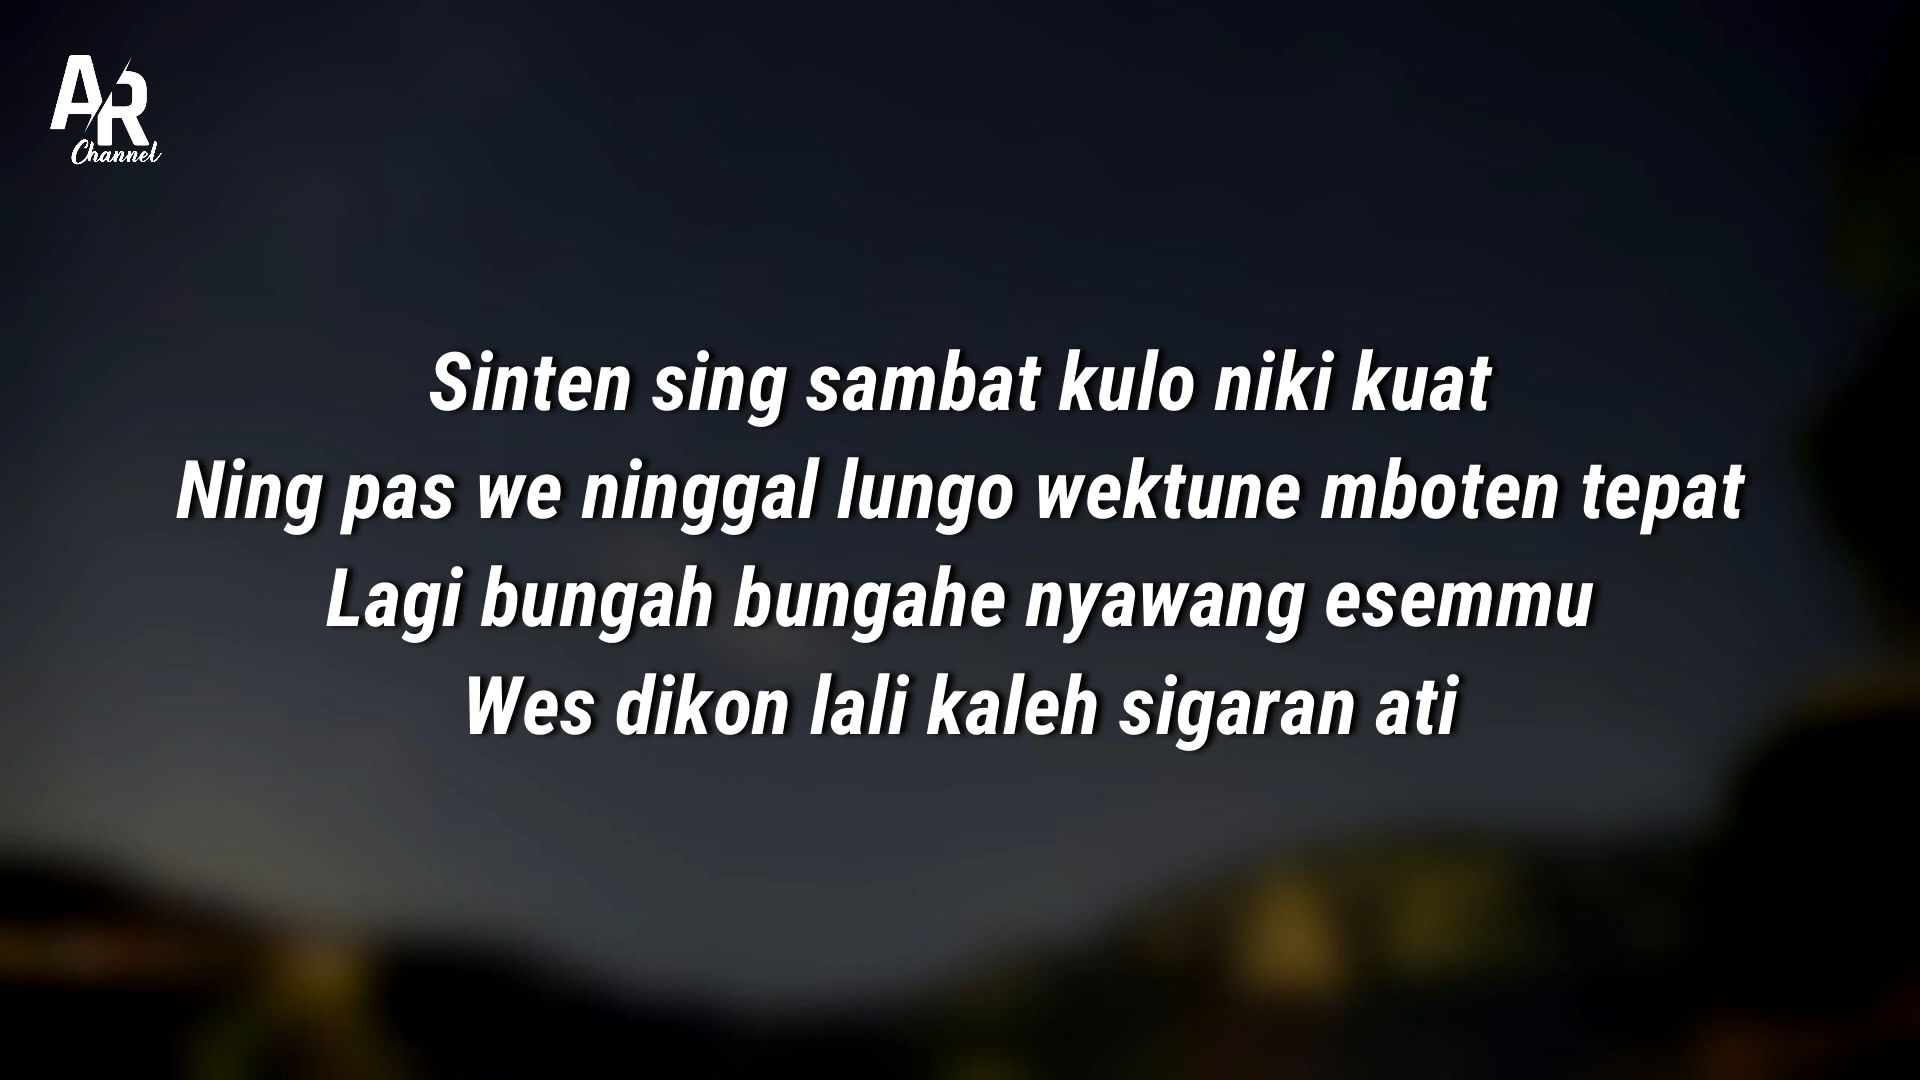 AR
Channel
Sinten sing sambat kulo niki kuat
Ning pas we ninggal lungo wektune mboten tepat
Lagi bungah bungahe nyawang esemmu
Wes dikon lali kaleh sigaran ati